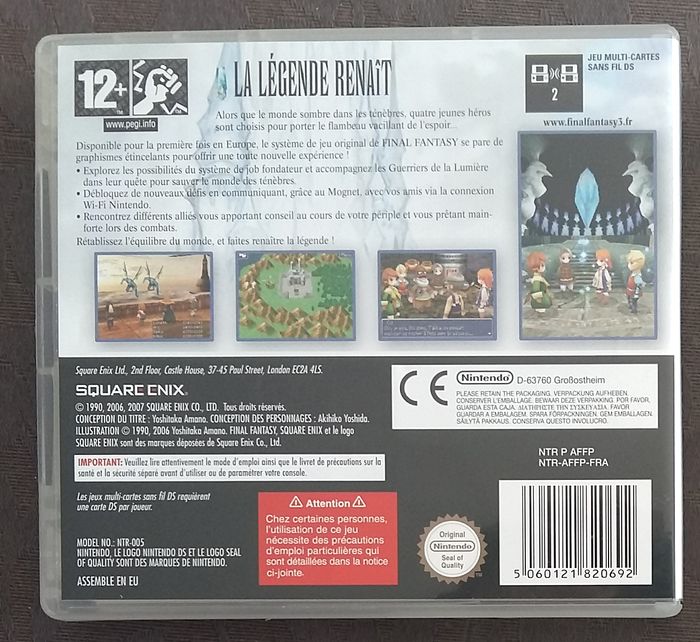 12+
www.pegi.info
LA LÉGENDE RENAÎT
JEU MULTI-CARTES
SANS FIL DS
2
www.finalfantasy3.fr
Alors que le monde sombre dans les ténèbres, quatre jeunes héros
sont choisis pour porter le flambeau vacillant de l'espoir...
Disponible pour la première fois en Europe, le système de jeu original de FINAL FANTASY se pare de
graphismes étincelants pour offrir une toute nouvelle expérience !
• Explorez les possibilités du système de job fondateur et accompagnez les Guerriers de la Lumière
dans leur quête pour sauver le monde des ténèbres.
• Débloquez de nouveaux défis en communiquant, grâce au Mognet, avec vos amis via la connexion
Wi-Fi Nintendo.
• Rencontrez différents alliés vous apportant conseil au cours de votre périple et vous prêtant main-
forte lors des combats.
Rétablissez l'équilibre du monde, et faites renaître la légende !
Square Enix Ltd., 2nd Floor, Castle House, 37-45 Paul Street, London EC2A 4LS.
SQUARE ENIX
© 1990, 2006, 2007 SQUARE ENIX CO., LTD. Tous droits réservés.
CONCEPTION DU TITRE : Yoshitaka Amano. CONCEPTION DES PERSONNAGES : Akihiko Yoshida.
ILLUSTRATION © 1990, 2006 Yoshitaka Amano. FINAL FANTASY, SQUARE ENIX et le logo
SQUARE ENIX sont des marques déposées de Square Enix Co., Ltd.
IMPORTANT: Veuillez lire attentivement le mode d'emploi ainsi que le livret de précautions sur la
santé et la sécurité séparé avant d'utiliser ou de paramétrer votre console.
Les jeux multi-cartes sans fil DS requièrent
une carte DS par joueur.
MODEL NO.: NTR-005
NINTENDO, LE LOGO NINTENDO DS ET LE LOGO SEAL
OF QUALITY SONT DES MARQUES DE NINTENDO.
ASSEMBLE EN EU
Attention
Chez certaines personnes,
l'utilisation de ce jeu
nécessite des précautions
d'emploi particulières qui
sont détaillées dans la notice
ci-jointe.
CE
Nintendo D-63760 Großostheim
PLEASE RETAIN THE PACKAGING. VERPACKUNG AUFHEBEN.
CONSERVER L'EMBALLAGE. BEWAAR DEZE VERPAKKING. POR FAVOR,
GUARDA ESTA CAJA. ΔΙΑΤΗΡΗΣΤΕ ΤΗΝ ΣΥΣΚΕΥΑΣΙΑ. FAVOR
GUARDAR A EMBALAGEM. SPARA FÖRPACKNINGEN. GEM EMBALLAGEN.
SÄILYTÄ PAKKAUS. CONSERVA QUESTO INVOLUCRO.
NTR P AFFP
NTR-AFFP-FRA
Original
Nintendo
Seal of
Quality
5 060121 820692